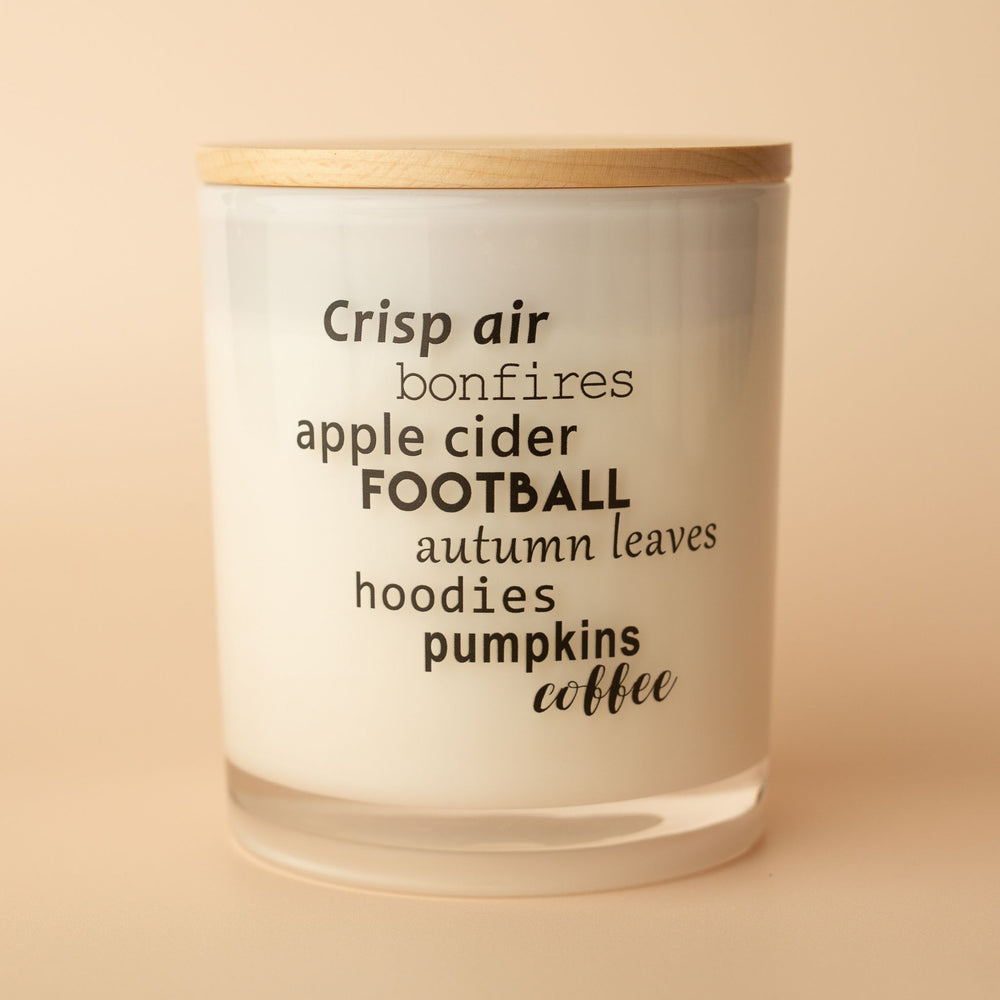 Crisp air
bonfires
apple cider
FOOTBALL
autumn leaves
hoodies
pumpkins
coffee